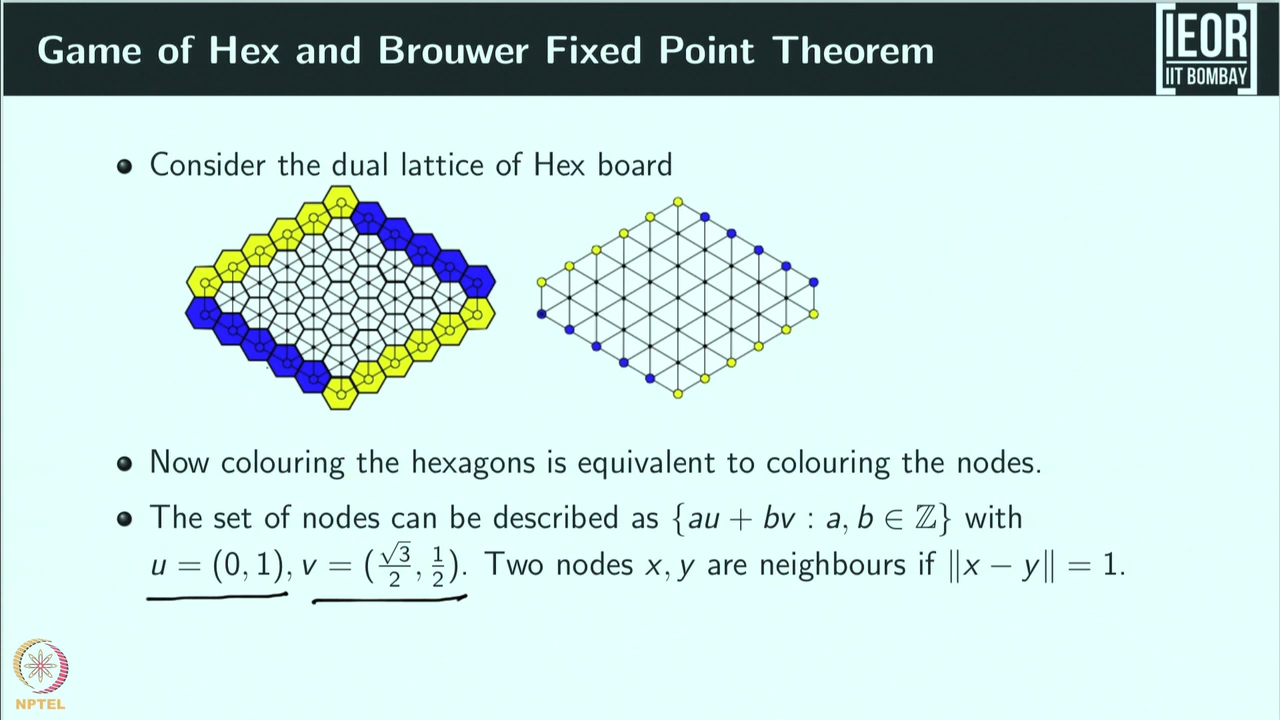 Game of Hex and Brouwer Fixed Point Theorem
IEOR
IIT BOMBAY
Consider the dual lattice of Hex board
Now colouring the hexagons is equivalent to colouring the nodes.
The set of nodes can be described as {au + bv : a, b ∈ ℤ} with
u = (0, 1), v = (√3/2, 1/2). Two nodes x, y are neighbours if ‖x − y‖ = 1.
NPTEL